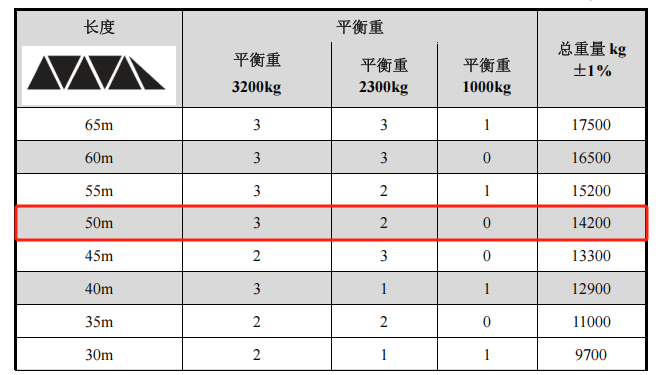 长度 平衡重 总重量 kg ±1%
平衡重 3200kg 平衡重 2300kg 平衡重 1000kg
65m 3 3 1 17500
60m 3 3 0 16500
55m 3 2 1 15200
50m 3 2 0 14200
45m 2 3 0 13300
40m 3 1 1 12900
35m 2 2 0 11000
30m 2 1 1 9700